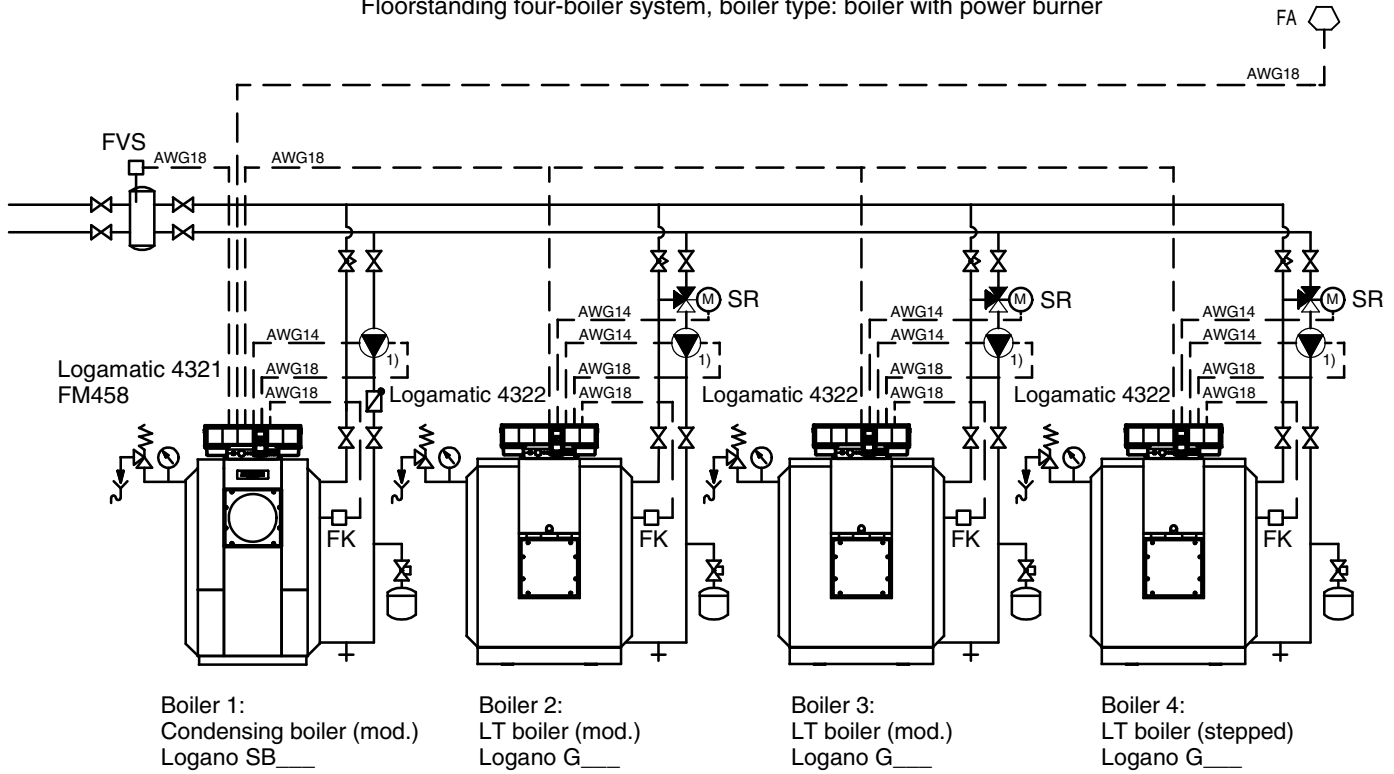 Floorstanding four-boiler system, boiler type: boiler with power burner
FA
AWG18
FVS
AWG18
AWG18
M
SR
M
SR
M
SR
AWG14
AWG14
AWG14
AWG14
AWG14
AWG14
AWG14
1)
1)
1)
1)
Logamatic 4321
FM458
AWG18
AWG18
AWG18
AWG18
AWG18
AWG18
AWG18
AWG18
Logamatic 4322
Logamatic 4322
Logamatic 4322
FK
FK
FK
FK
Boiler 1:
Condensing boiler (mod.)
Logano SB___
Boiler 2:
LT boiler (mod.)
Logano G___
Boiler 3:
LT boiler (mod.)
Logano G___
Boiler 4:
LT boiler (stepped)
Logano G___